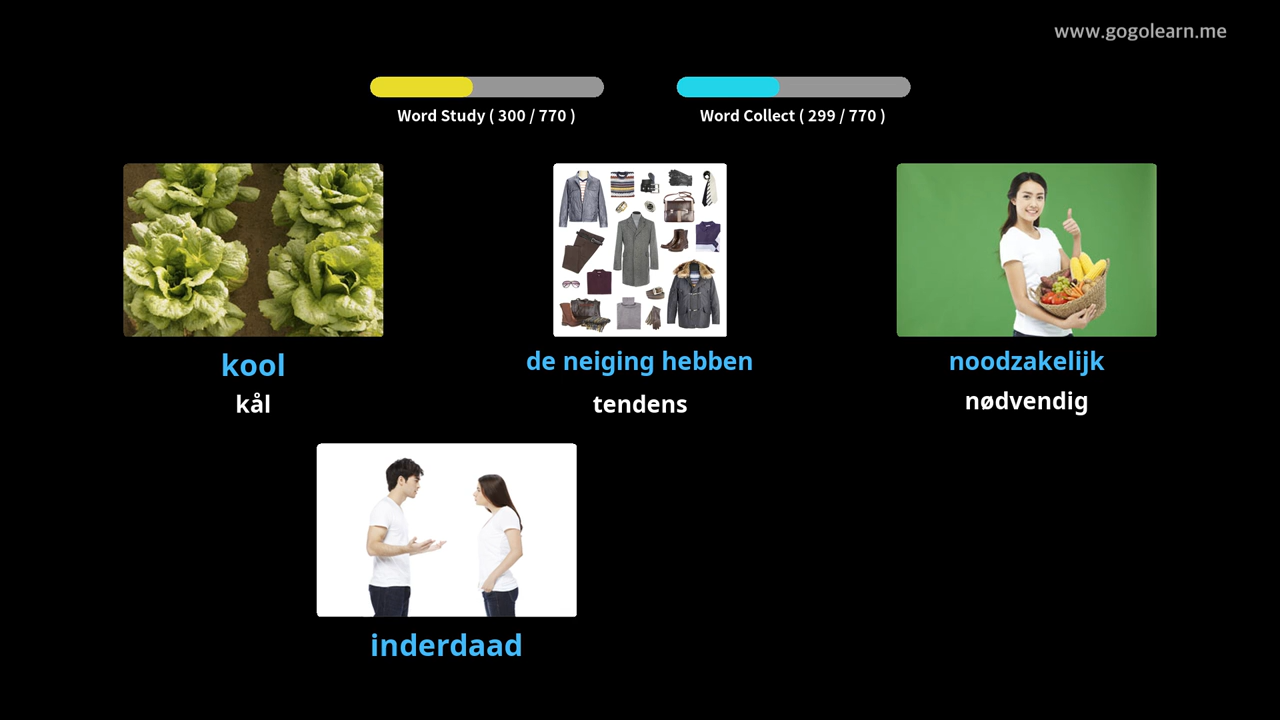 www.gogolearn.me
Word Study ( 300 / 770 )
Word Collect ( 299 / 770 )
kool
de neiging hebben
noodzakelijk
kål
tendens
nødvendig
inderdaad